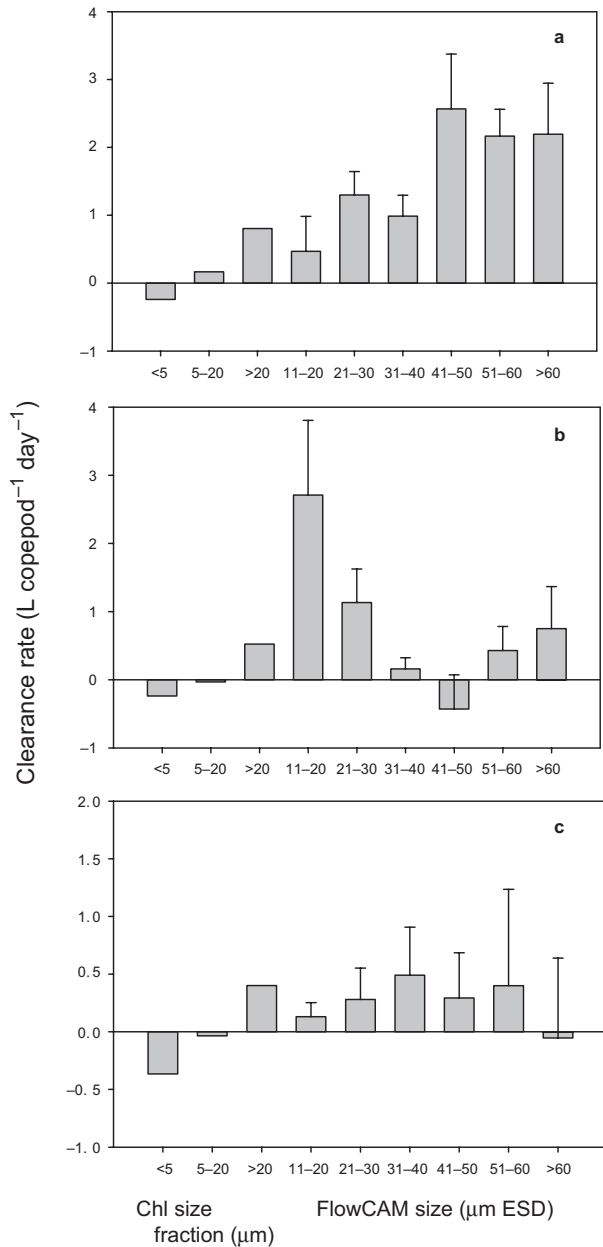 Clearance rate (L copepod⁻¹ day⁻¹)
a
4
3
2
1
0
−1
<5 5–20 >20 11–20 21–30 31–40 41–50 51–60 >60
b
4
3
2
1
0
−1
<5 5–20 >20 11–20 21–30 31–40 41–50 51–60 >60
c
2.0
1.5
1.0
0.5
0.0
−0.5
−1.0
<5 5–20 >20 11–20 21–30 31–40 41–50 51–60 >60
Chl size FlowCAM size (μm ESD)
fraction (μm)